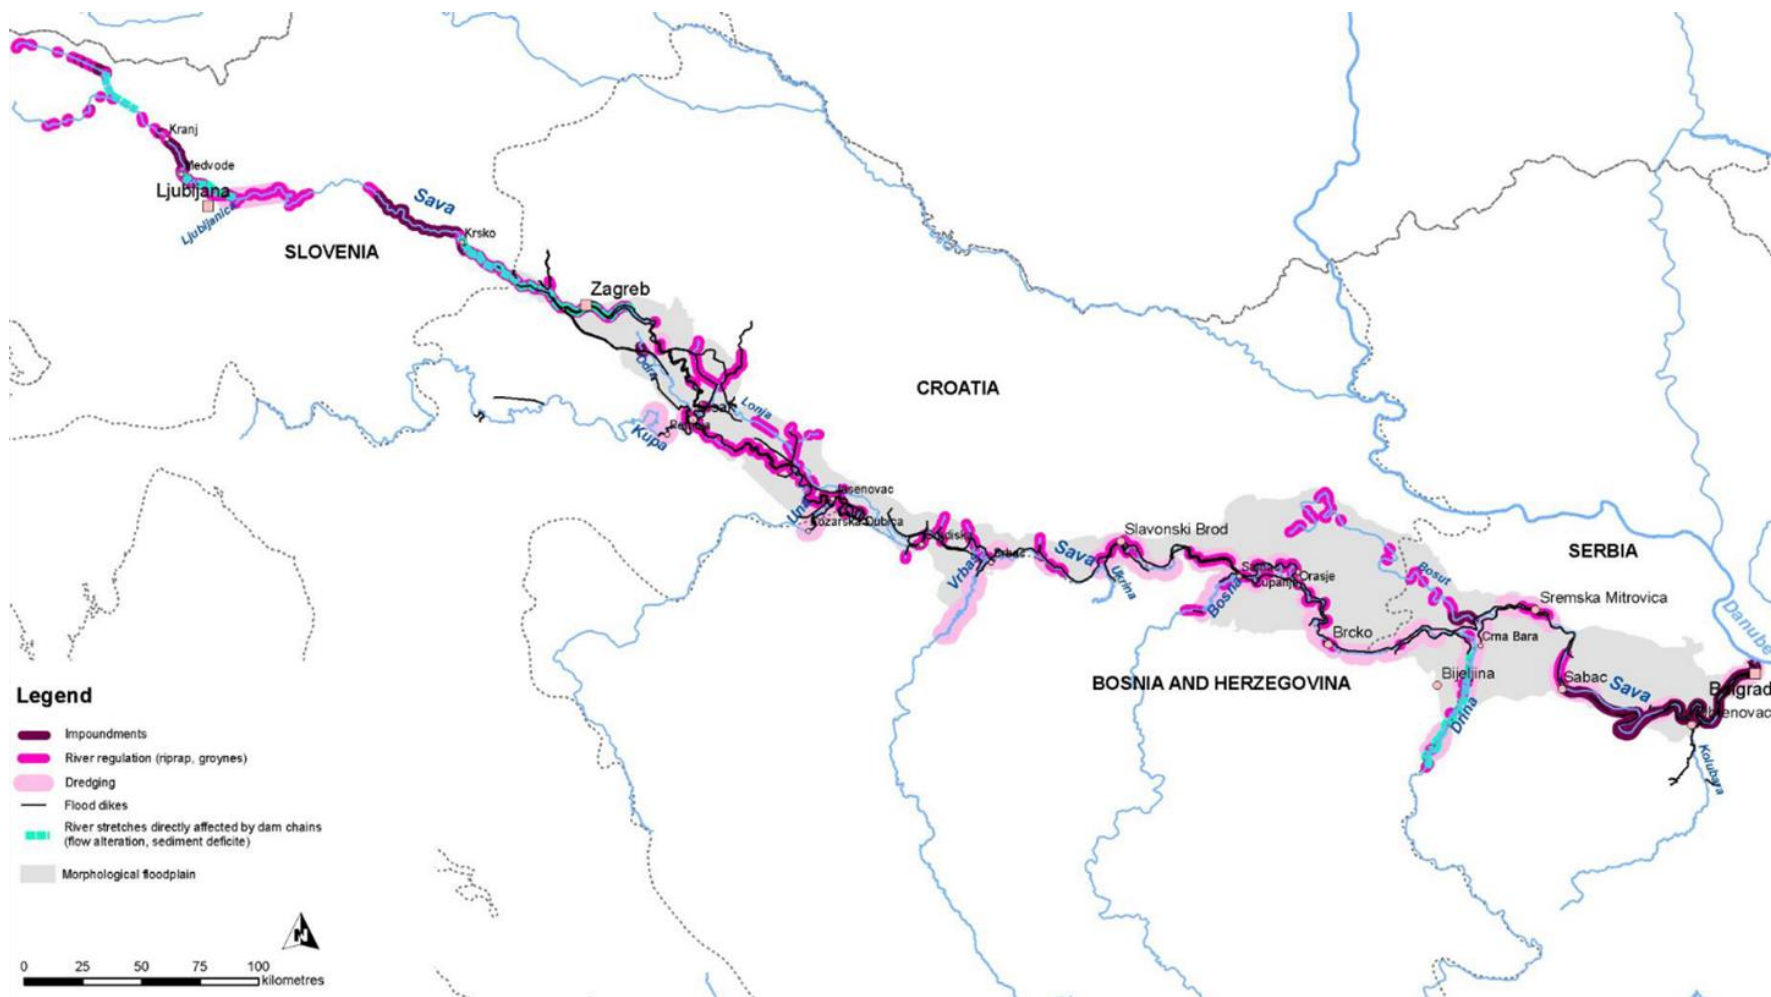 Kranj
Medvode
Ljubljana
Ljubljanica
Sava
Krsko
SLOVENIA
Zagreb
CROATIA
Odra
Lonja
Kupa
Jasenovac
Una
Kozarska Dubica
Vrbas
Sava
Slavonski Brod
Ukrina
Bosna
Zupanja
Orasje
Brcko
Bosut
SERBIA
Sremska Mitrovica
Crna Bara
Danube
BOSNIA AND HERZEGOVINA
Bijeljina
Drina
Sabac
Sava
Belgrad
Kolubara
Legend
Impoundments
River regulation (riprap, groynes)
Dredging
Flood dikes
River stretches directly affected by dam chains
(flow alteration, sediment deficite)
Morphological floodplain
N
0 25 50 75 100
kilometres